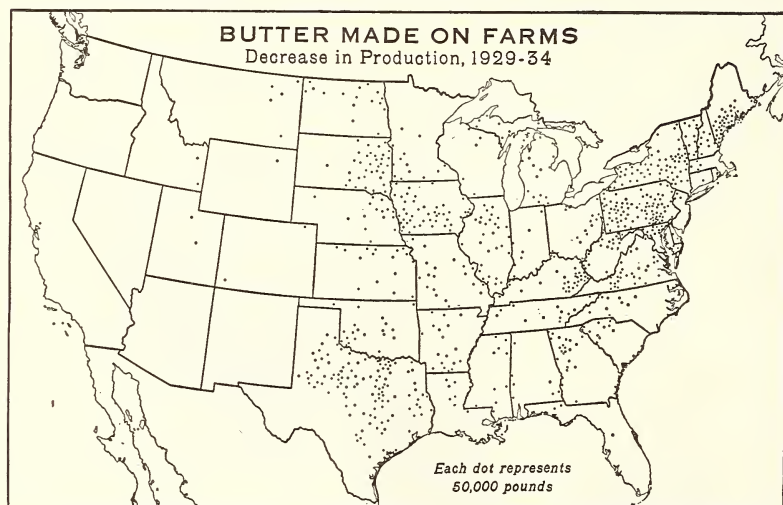 BUTTER MADE ON FARMS
Decrease in Production, 1929-34
Each dot represents
50,000 pounds